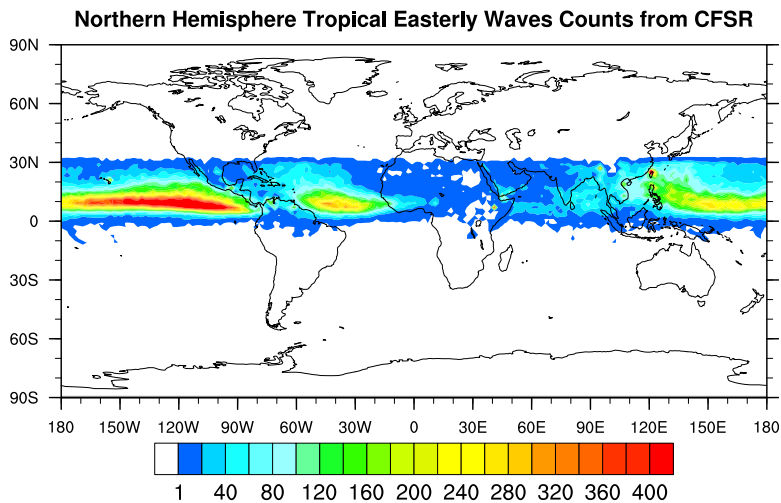 Northern Hemisphere Tropical Easterly Waves Counts from CFSR
90N
60N
30N
0
30S
60S
90S
180 150W 120W 90W 60W 30W 0 30E 60E 90E 120E 150E 180
1 40 80 120 160 200 240 280 320 360 400